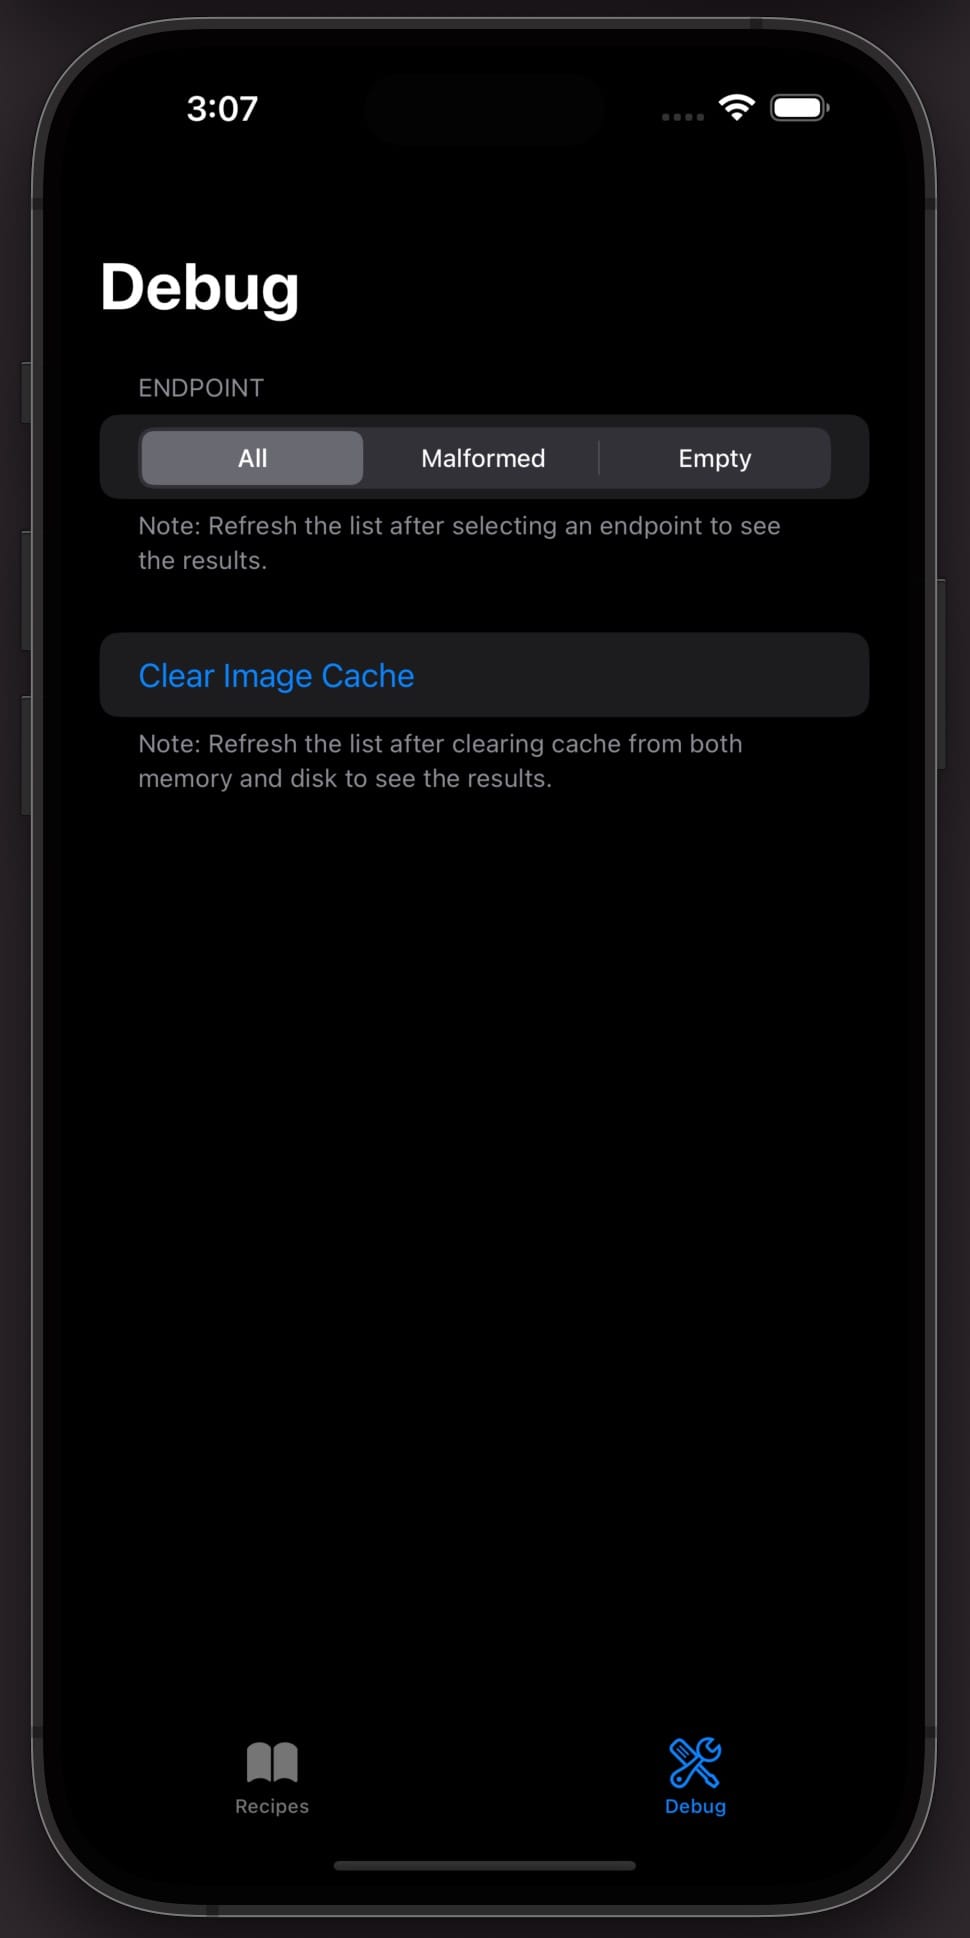 3:07
Debug
ENDPOINT
All Malformed Empty
Note: Refresh the list after selecting an endpoint to see
the results.
Clear Image Cache
Note: Refresh the list after clearing cache from both
memory and disk to see the results.
Recipes Debug